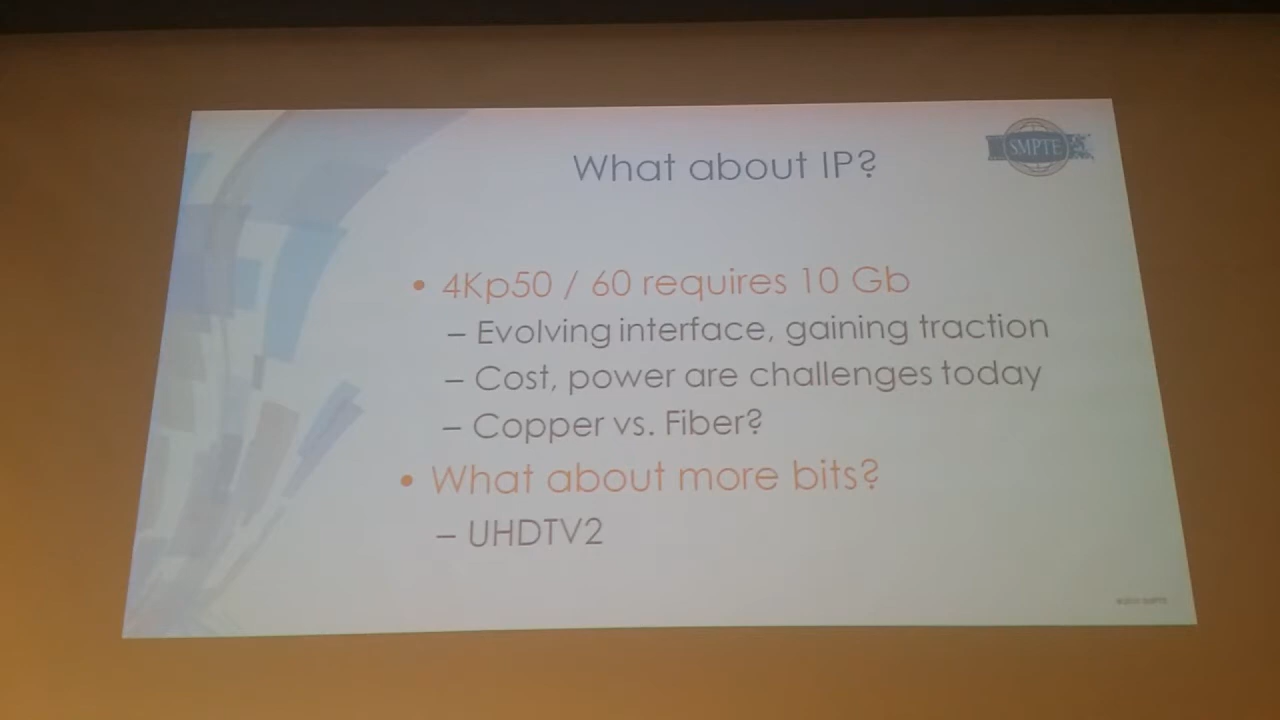 What about IP?
SMPTE
• 4Kp50 / 60 requires 10 Gb
– Evolving interface, gaining traction
– Cost, power are challenges today
– Copper vs. Fiber?
• What about more bits?
– UHDTV2